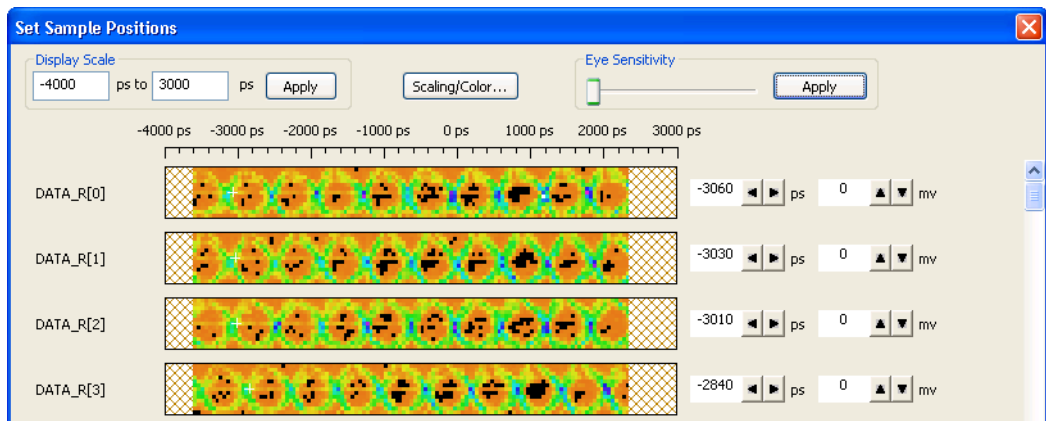 Set Sample Positions
Display Scale
-4000 ps to 3000 ps Apply
Scaling/Color...
Eye Sensitivity
Apply
-4000 ps -3000 ps -2000 ps -1000 ps 0 ps 1000 ps 2000 ps 3000 ps
DATA_R[0] -3060 ps 0 mv
DATA_R[1] -3030 ps 0 mv
DATA_R[2] -3010 ps 0 mv
DATA_R[3] -2840 ps 0 mv